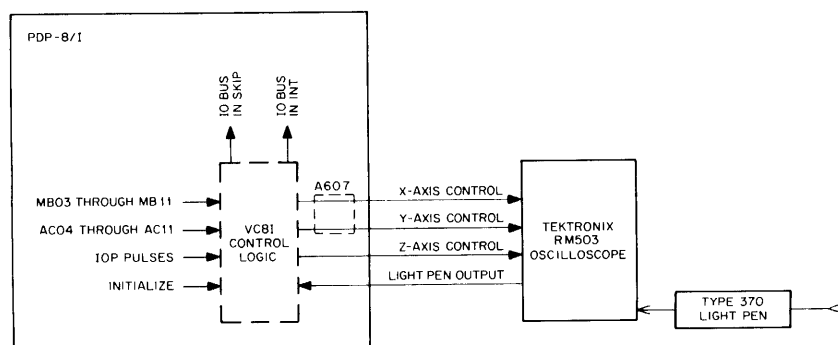 PDP-8/I
IO BUS
IN SKIP
IO BUS
IN INT
A607
MB03 THROUGH MB11
AC04 THROUGH AC11
IOP PULSES
INITIALIZE
VC8I
CONTROL
LOGIC
X-AXIS CONTROL
Y-AXIS CONTROL
Z-AXIS CONTROL
LIGHT PEN OUTPUT
TEKTRONIX
RM503
OSCILLOSCOPE
TYPE 370
LIGHT PEN